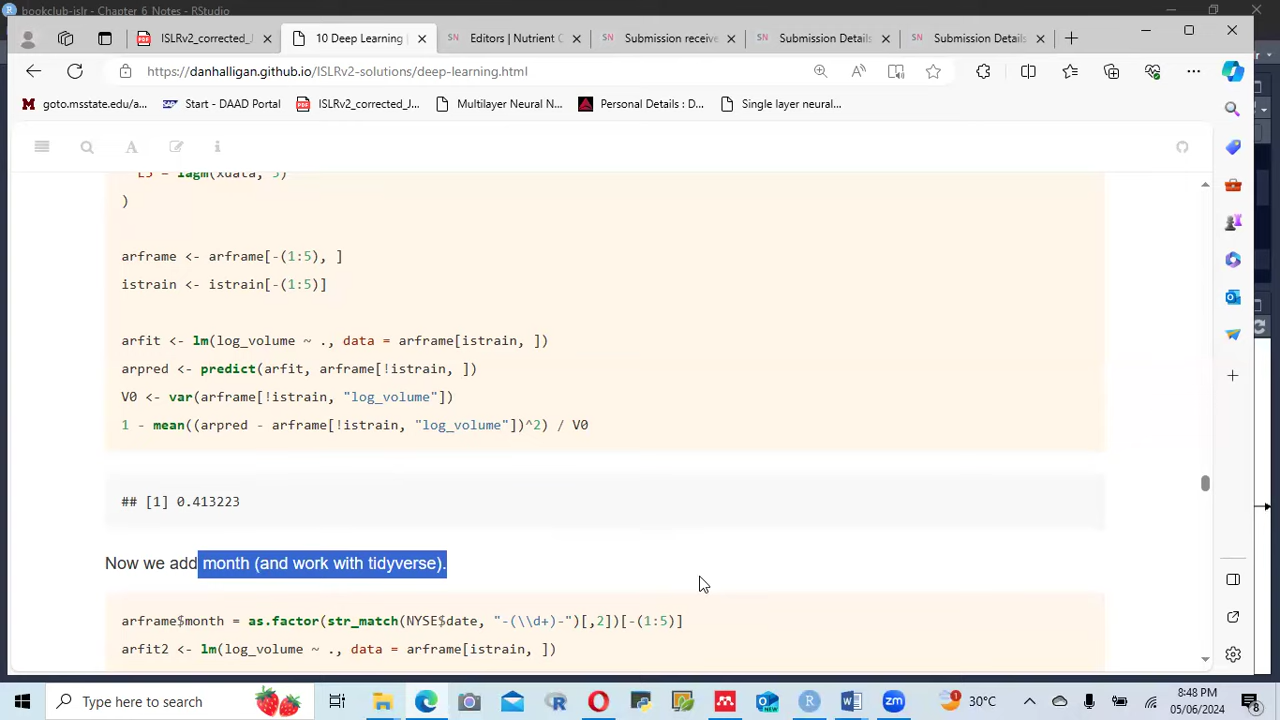 bookclub-islr - Chapter 6 Notes - RStudio
ISLRv2_corrected_J...
10 Deep Learning |
SN Editors | Nutrient C
SN Submission receive
SN Submission Details
SN Submission Details
https://danhalligan.github.io/ISLRv2-solutions/deep-learning.html
goto.msstate.edu/a...
SAP Start - DAAD Portal
PDF ISLRv2_corrected_J...
Multilayer Neural N...
Personal Details : D...
Single layer neural...
L5 = lagm(xdata, 5)
)
arframe <- arframe[-(1:5), ]
istrain <- istrain[-(1:5)]
arfit <- lm(log_volume ~ ., data = arframe[istrain, ])
arpred <- predict(arfit, arframe[!istrain, ])
V0 <- var(arframe[!istrain, "log_volume"])
1 - mean((arpred - arframe[!istrain, "log_volume"])^2) / V0
## [1] 0.413223
Now we add month (and work with tidyverse).
arframe$month = as.factor(str_match(NYSE$date, "-(\\d+)-")[,2])[-(1:5)]
arfit2 <- lm(log_volume ~ ., data = arframe[istrain, ])
Type here to search
30°C
8:48 PM
05/06/2024